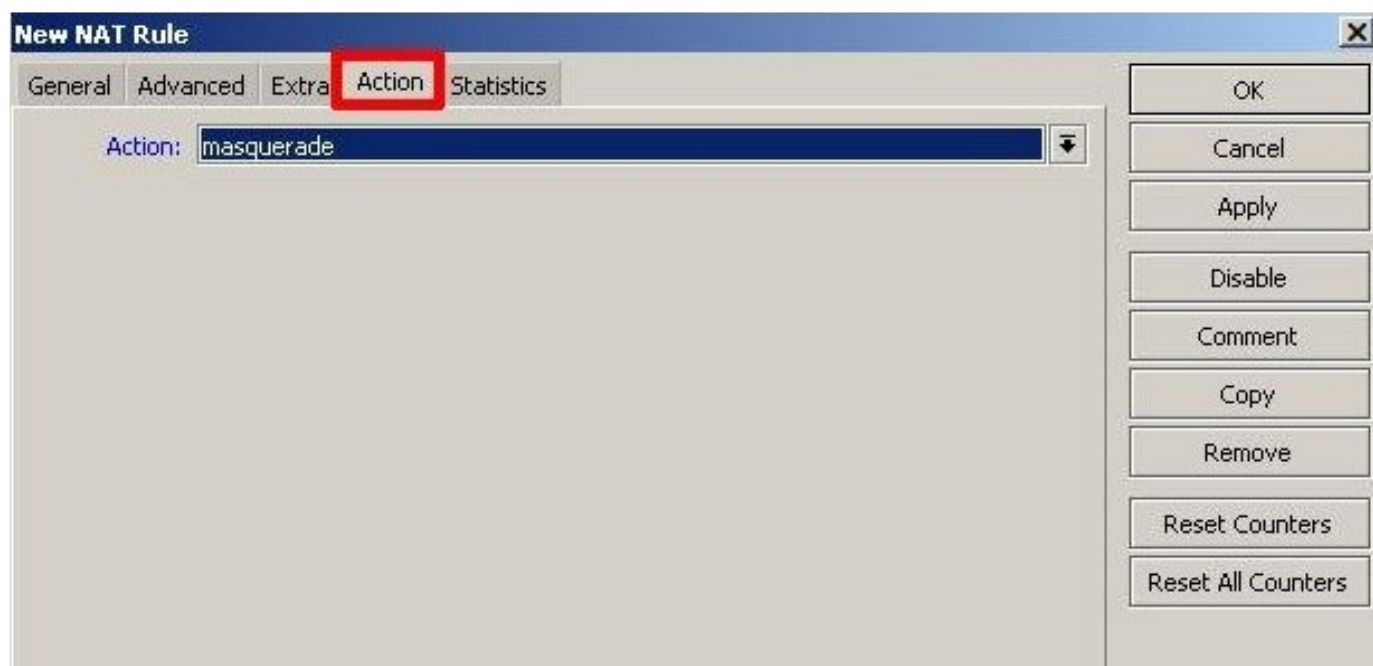 New NAT Rule
General Advanced Extra Action Statistics
Action: masquerade
OK
Cancel
Apply
Disable
Comment
Copy
Remove
Reset Counters
Reset All Counters